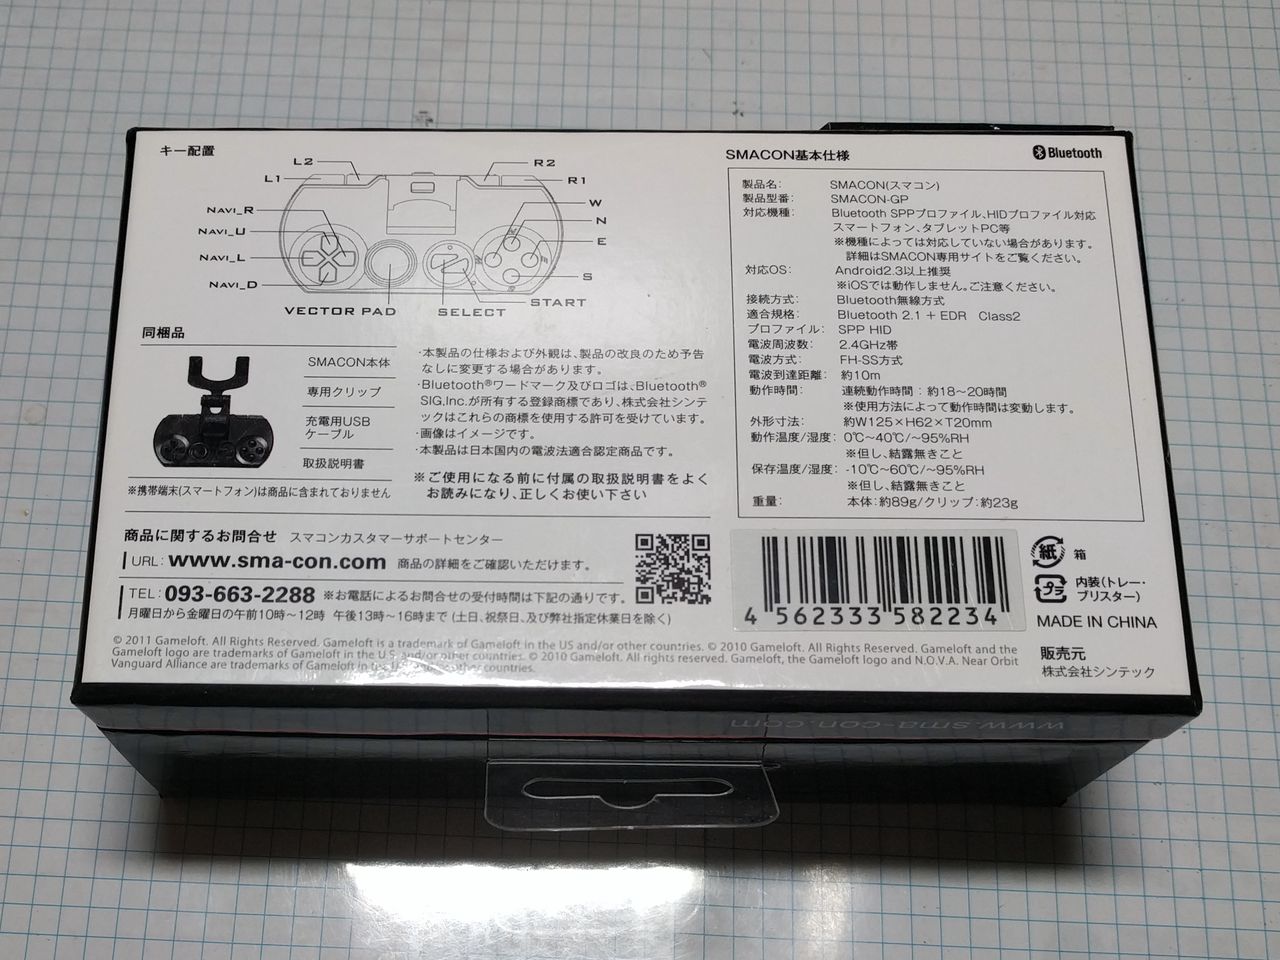 キー配置
L2
L1
R2
R1
NAVI_R
NAVI_U
NAVI_L
NAVI_D
W
N
E
S
START
VECTOR PAD
SELECT
同梱品
SMACON本体
専用クリップ
充電用USB
ケーブル
取扱説明書
※携帯端末(スマートフォン)は商品に含まれておりません
・本製品の仕様および外観は、製品の改良のため予告
なしに変更する場合があります。
・Bluetooth®ワードマーク及びロゴは、Bluetooth®
SIG,Inc.が所有する登録商標であり、株式会社シンテ
ックはこれらの商標を使用する許可を受けています。
・画像はイメージです。
・本製品は日本国内の電波法適合認定商品です。
※ご使用になる前に付属の取扱説明書をよく
お読みになり、正しくお使い下さい
商品に関するお問合せ スマコンカスタマーサポートセンター
URL: www.sma-con.com 商品の詳細をご確認いただけます。
TEL: 093-663-2288 ※お電話によるお問合せの受付時間は下記の通りです。
月曜日から金曜日の午前10時～12時 午後13時～16時まで (土日、祝祭日、及び弊社指定休業日を除く)
© 2011 Gameloft. All Rights Reserved. Gameloft is a trademark of Gameloft in the US and/or other countries. © 2010 Gameloft. All Rights Reserved. Gameloft and the
Gameloft logo are trademarks of Gameloft in the U.S. and/or other countries. © 2010 Gameloft. All rights reserved. Gameloft, the Gameloft logo and N.O.V.A. Near Orbit
Vanguard Alliance are trademarks of Gameloft in the U.S. and/or other countries.
SMACON基本仕様
Bluetooth
製品名: SMACON(スマコン)
製品型番: SMACON-GP
対応機種: Bluetooth SPPプロファイル、HIDプロファイル対応
スマートフォン、タブレットPC等
※機種によっては対応していない場合があります。
詳細はSMACON専用サイトをご覧ください。
対応OS: Android2.3以上推奨
※iOSでは動作しません。ご注意ください。
接続方式: Bluetooth無線方式
適合規格: Bluetooth 2.1 + EDR Class2
プロファイル: SPP HID
電波周波数: 2.4GHz帯
電波方式: FH-SS方式
電波到達距離: 約10m
動作時間: 連続動作時間：約18～20時間
※使用方法によって動作時間は変動します。
外形寸法: 約W125×H62×T20mm
動作温度/湿度: 0℃～40℃/～95%RH
※但し、結露無きこと
保存温度/湿度: -10℃～60℃/～95%RH
※但し、結露無きこと
重量: 本体:約89g/クリップ:約23g
4 562333 582234
紙 箱
プラ 内装(トレー・
ブリスター)
MADE IN CHINA
販売元
株式会社シンテック
www.sma-con.com